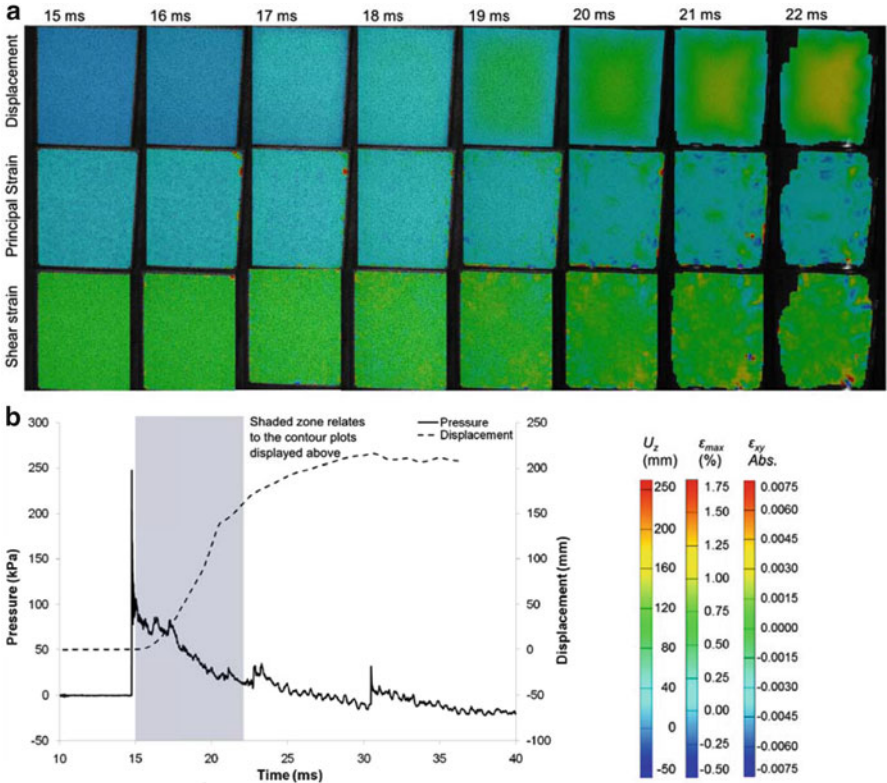 a
15 ms 16 ms 17 ms 18 ms 19 ms 20 ms 21 ms 22 ms
Displacement
Principal Strain
Shear strain
b
Shaded zone relates
to the contour plots
displayed above
Pressure
Displacement
300
250
200
150
100
50
0
-50
Pressure (kPa)
250
200
150
100
50
0
-50
-100
Displacement (mm)
10 15 20 25 30 35 40
Time (ms)
Uz εmax εxy
(mm) (%) Abs.
250
200
160
120
80
40
0
-50
1.75
1.50
1.25
1.00
0.75
0.50
0.25
0.00
-0.25
-0.50
0.0075
0.0060
0.0045
0.0030
0.0015
0.0000
-0.0015
-0.0030
-0.0045
-0.0060
-0.0075